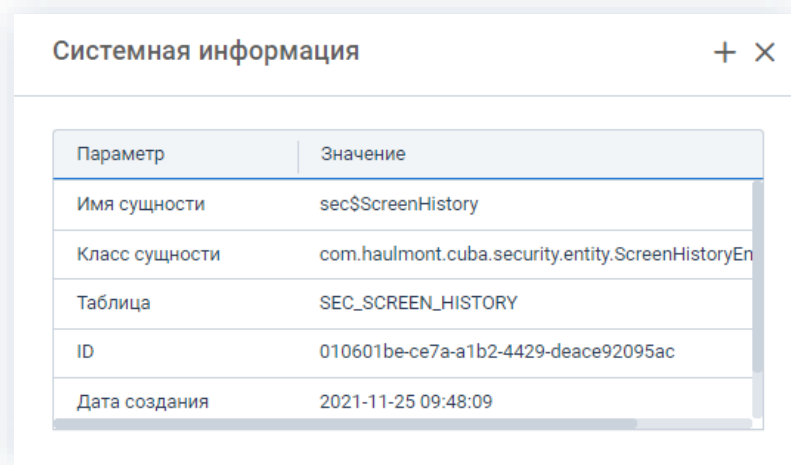 Системная информация
Параметр Значение
Имя сущности sec$ScreenHistory
Класс сущности com.haulmont.cuba.security.entity.ScreenHistoryEn
Таблица SEC_SCREEN_HISTORY
ID 010601be-ce7a-a1b2-4429-deace92095ac
Дата создания 2021-11-25 09:48:09